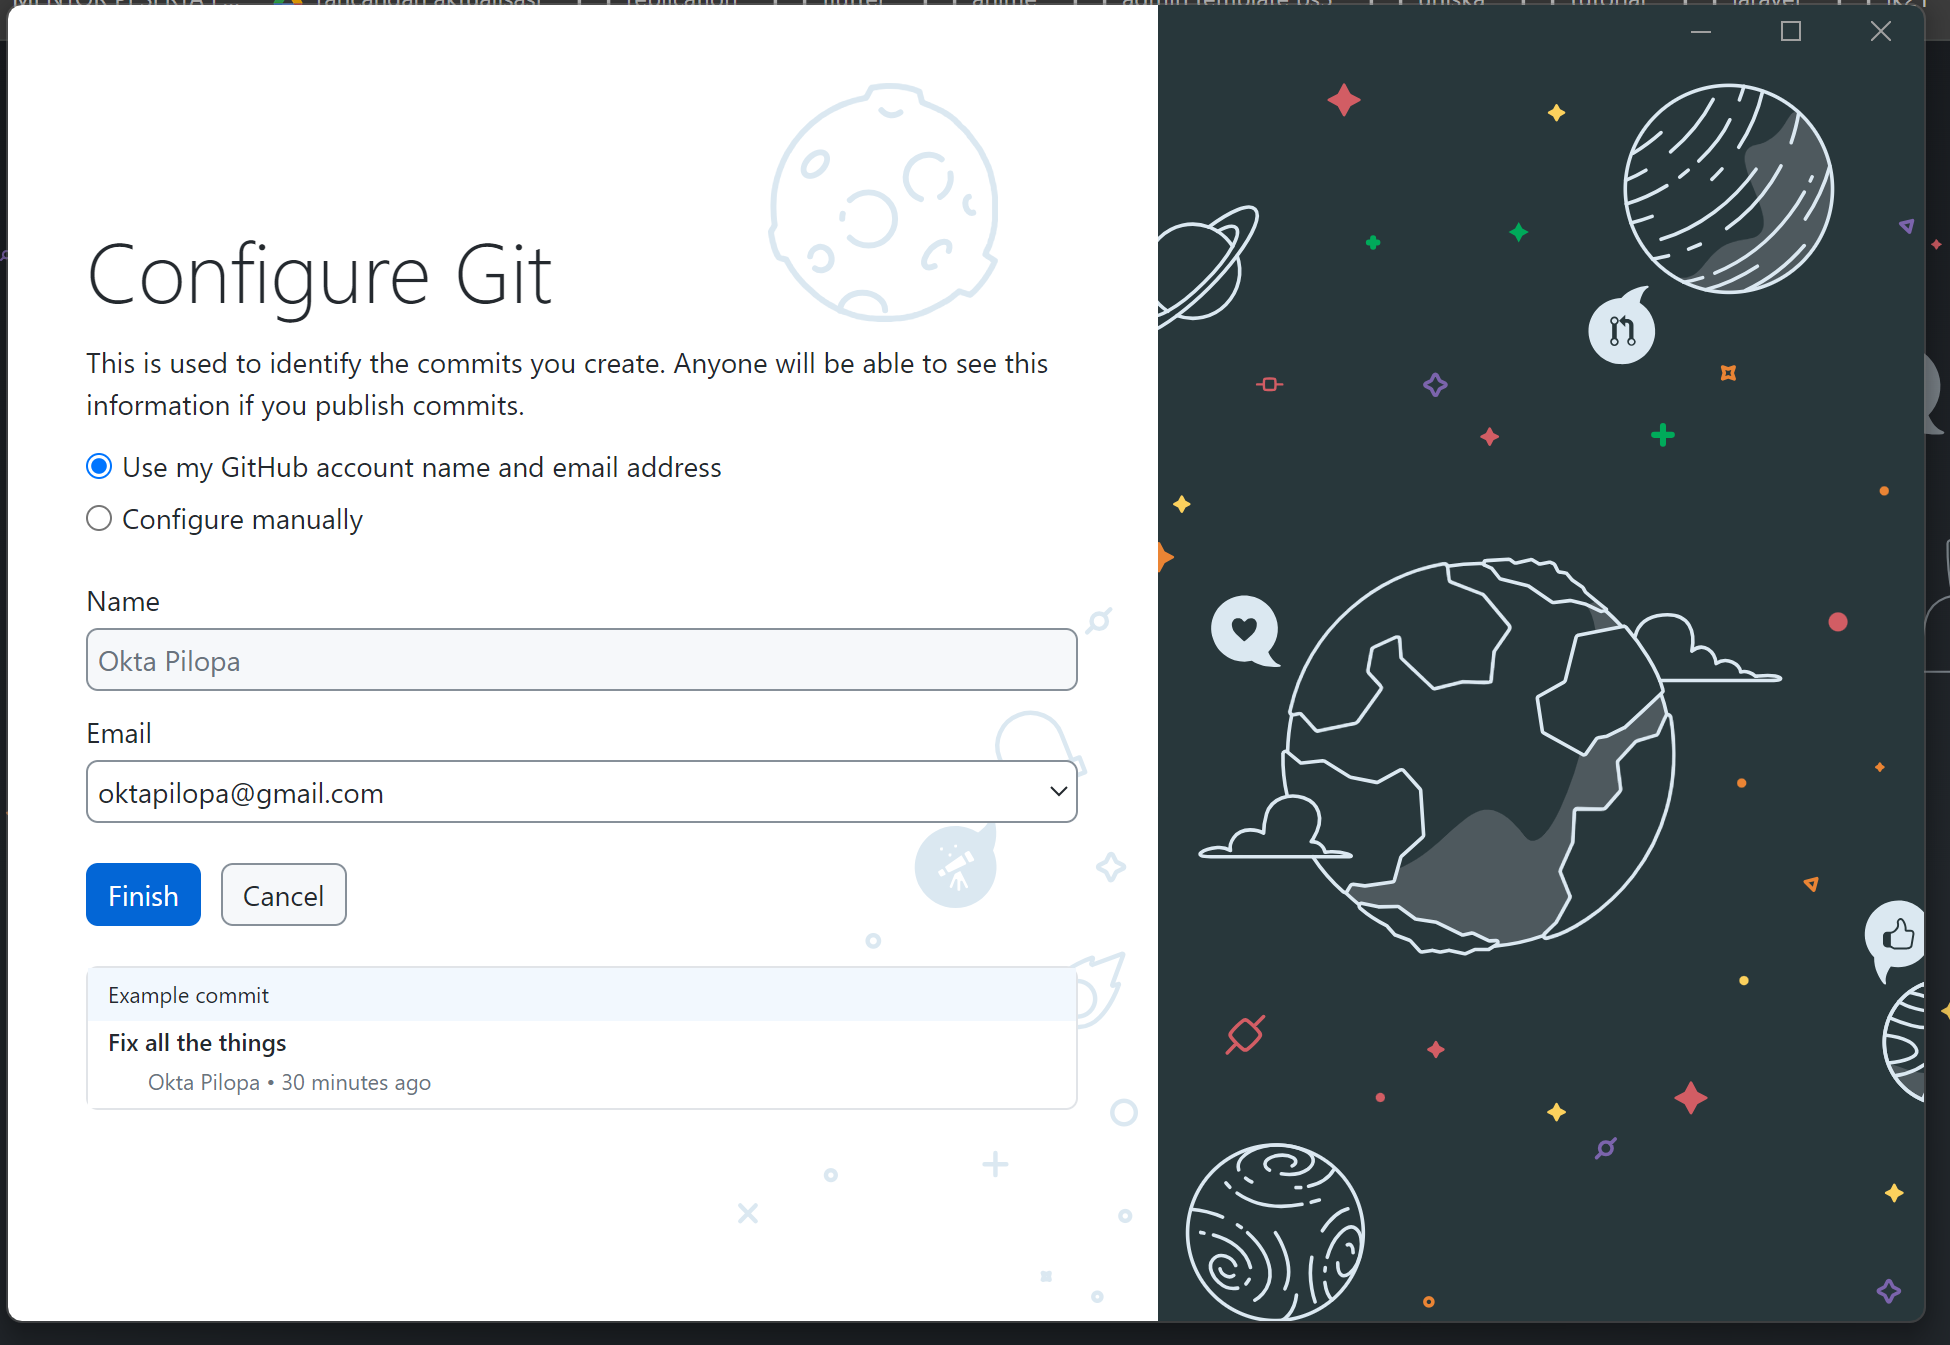 Configure Git
This is used to identify the commits you create. Anyone will be able to see this
information if you publish commits.
Use my GitHub account name and email address
Configure manually
Name
Okta Pilopa
Email
oktapilopa@gmail.com
Finish
Cancel
Example commit
Fix all the things
Okta Pilopa • 30 minutes ago